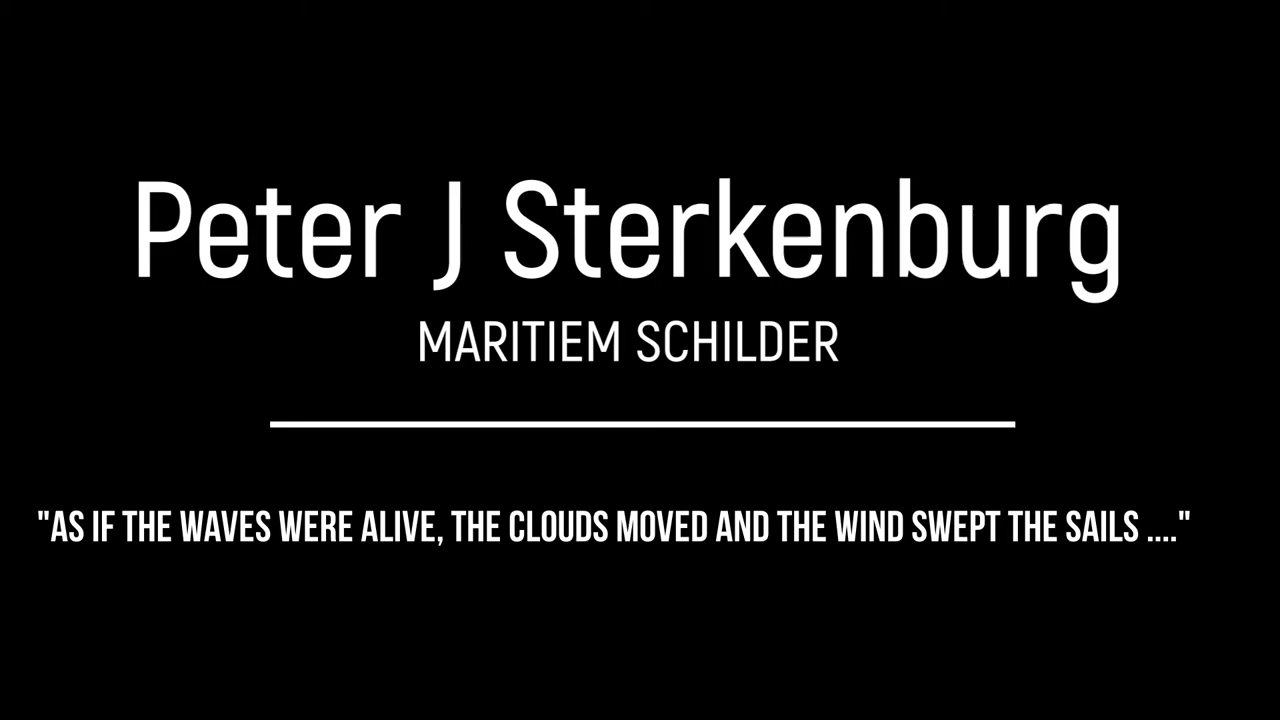 Peter J Sterkenburg
MARITIEM SCHILDER
"AS IF THE WAVES WERE ALIVE, THE CLOUDS MOVED AND THE WIND SWEPT THE SAILS ...."